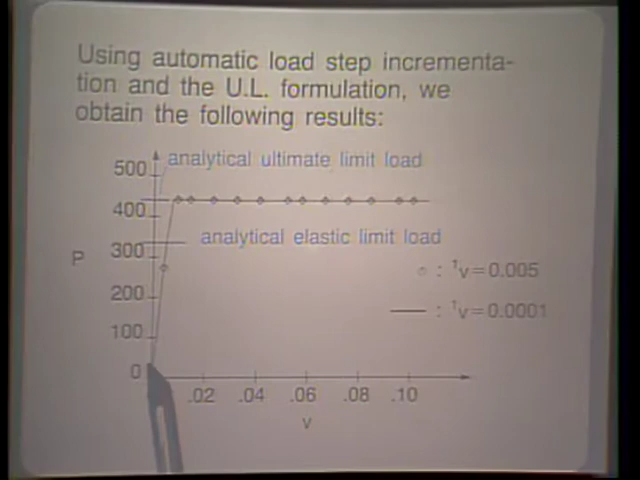 Using automatic load step incrementa-
tion and the U.L. formulation, we
obtain the following results:
analytical ultimate limit load
500
400
analytical elastic limit load
300
P
○ : ¹v=0.005
200
— : ¹v=0.0001
100
0
.02 .04 .06 .08 .10
v